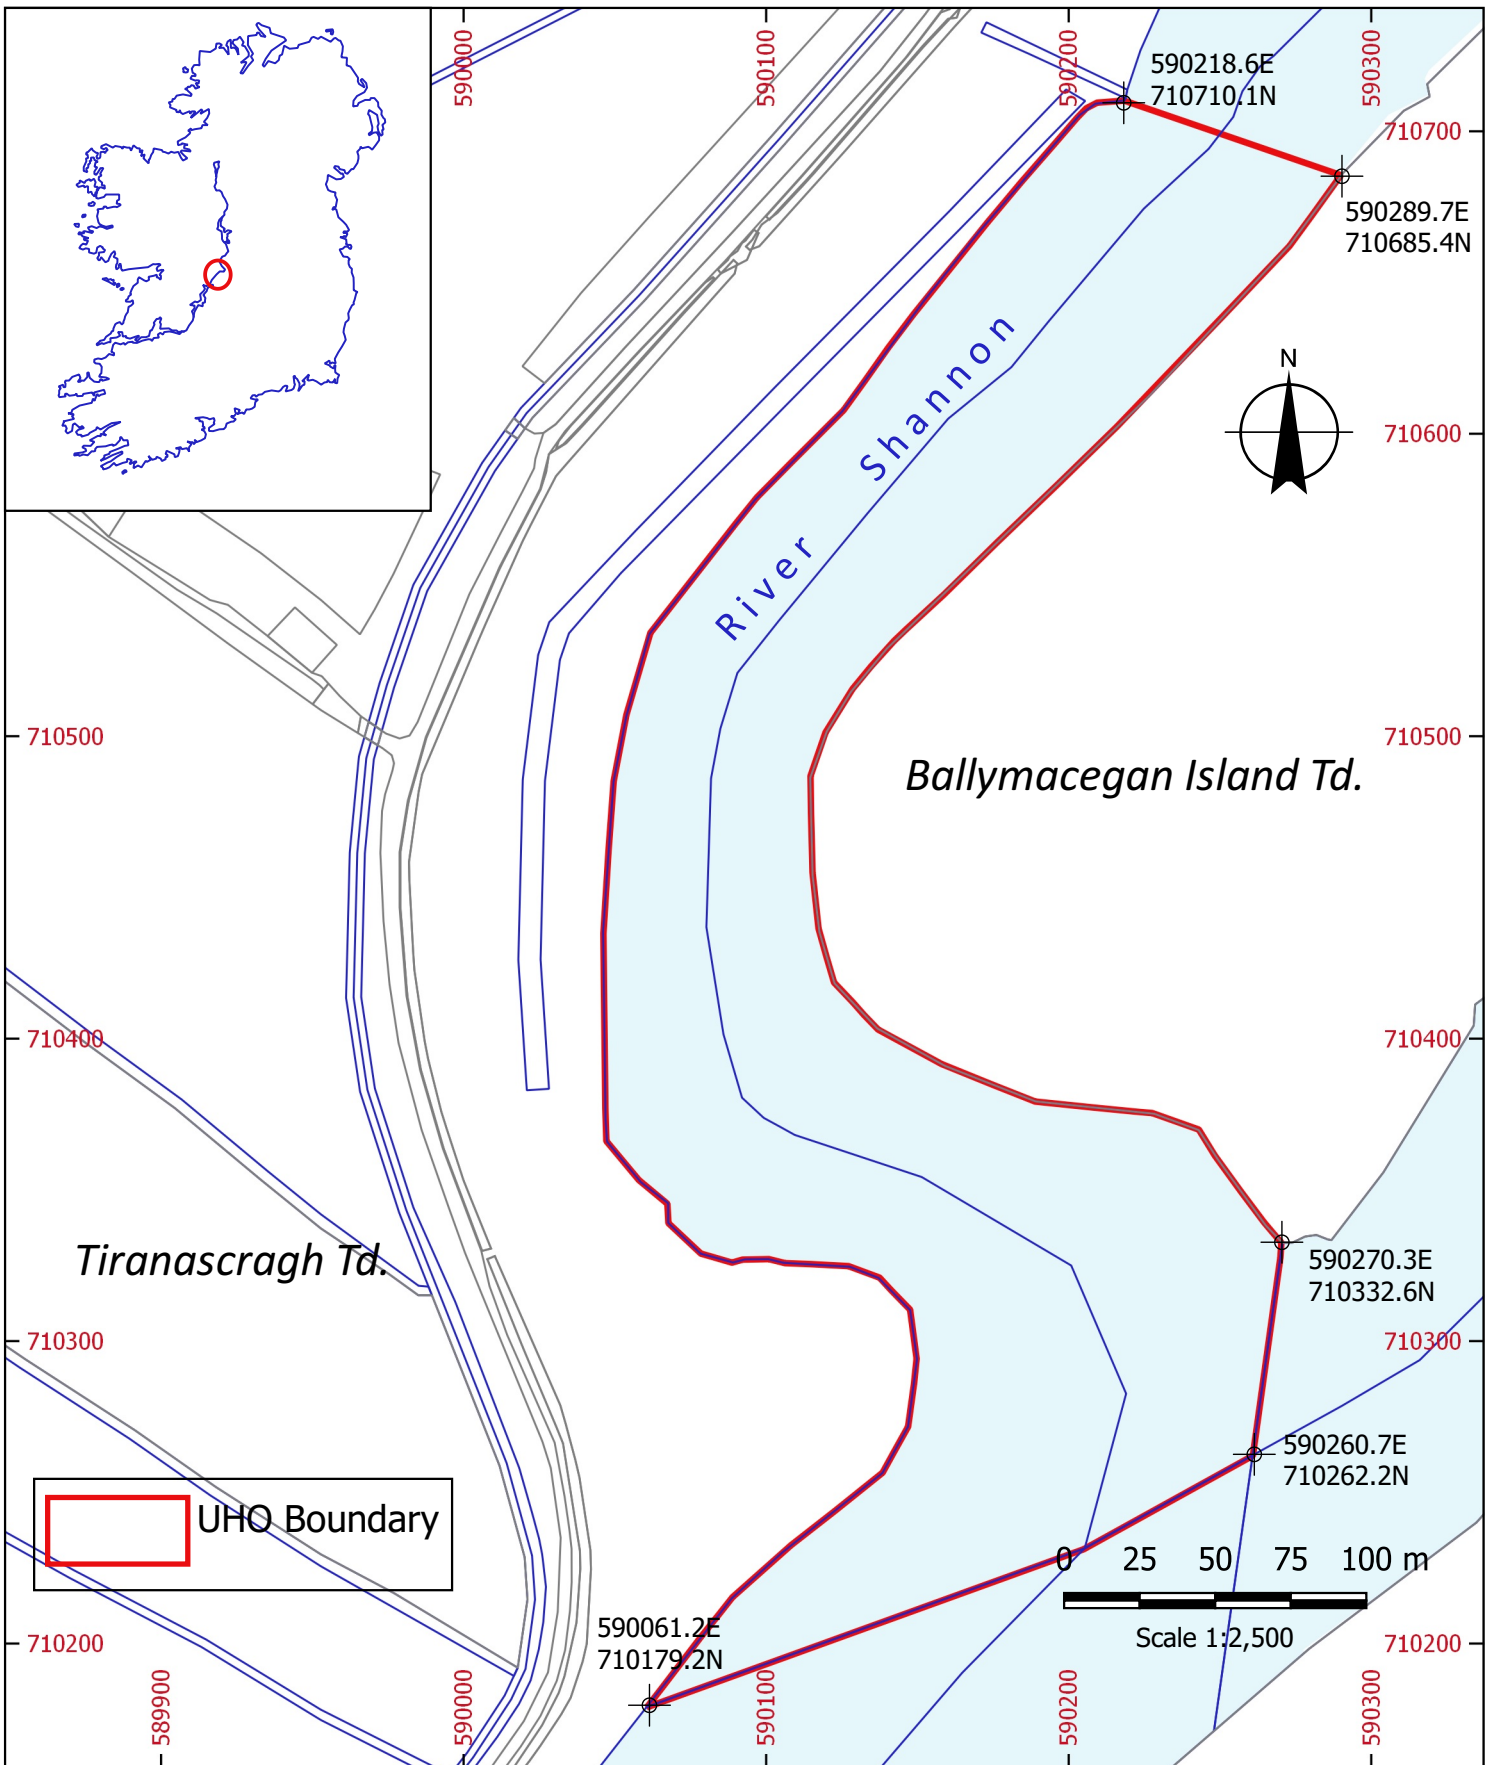 590000
590100
590200
590300
590218.6E
710710.1N
710700
590289.7E
710685.4N
River Shannon
N
710600
710500
710500
Ballymacegan Island Td.
710400
710400
Tiranascragh Td.
590270.3E
710332.6N
710300
710300
590260.7E
710262.2N
UHO Boundary
0 25 50 75 100 m
Scale 1:2,500
590061.2E
710179.2N
710200
710200
589900
590000
590100
590200
590300